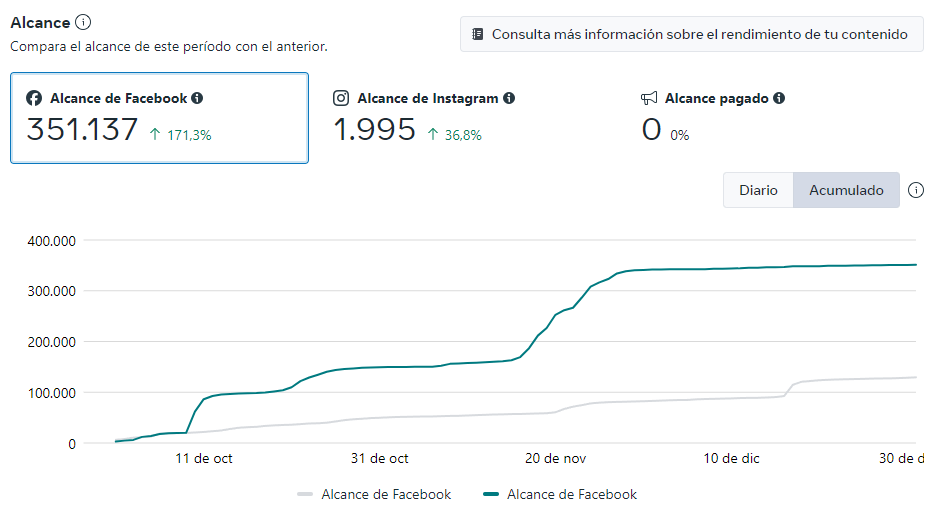 Alcance
Compara el alcance de este período con el anterior.
Consulta más información sobre el rendimiento de tu contenido
Alcance de Facebook
351.137 ↑ 171,3%
Alcance de Instagram
1.995 ↑ 36,8%
Alcance pagado
0 0%
Diario Acumulado
400.000
300.000
200.000
100.000
0
11 de oct 31 de oct 20 de nov 10 de dic 30 de d
Alcance de Facebook Alcance de Facebook